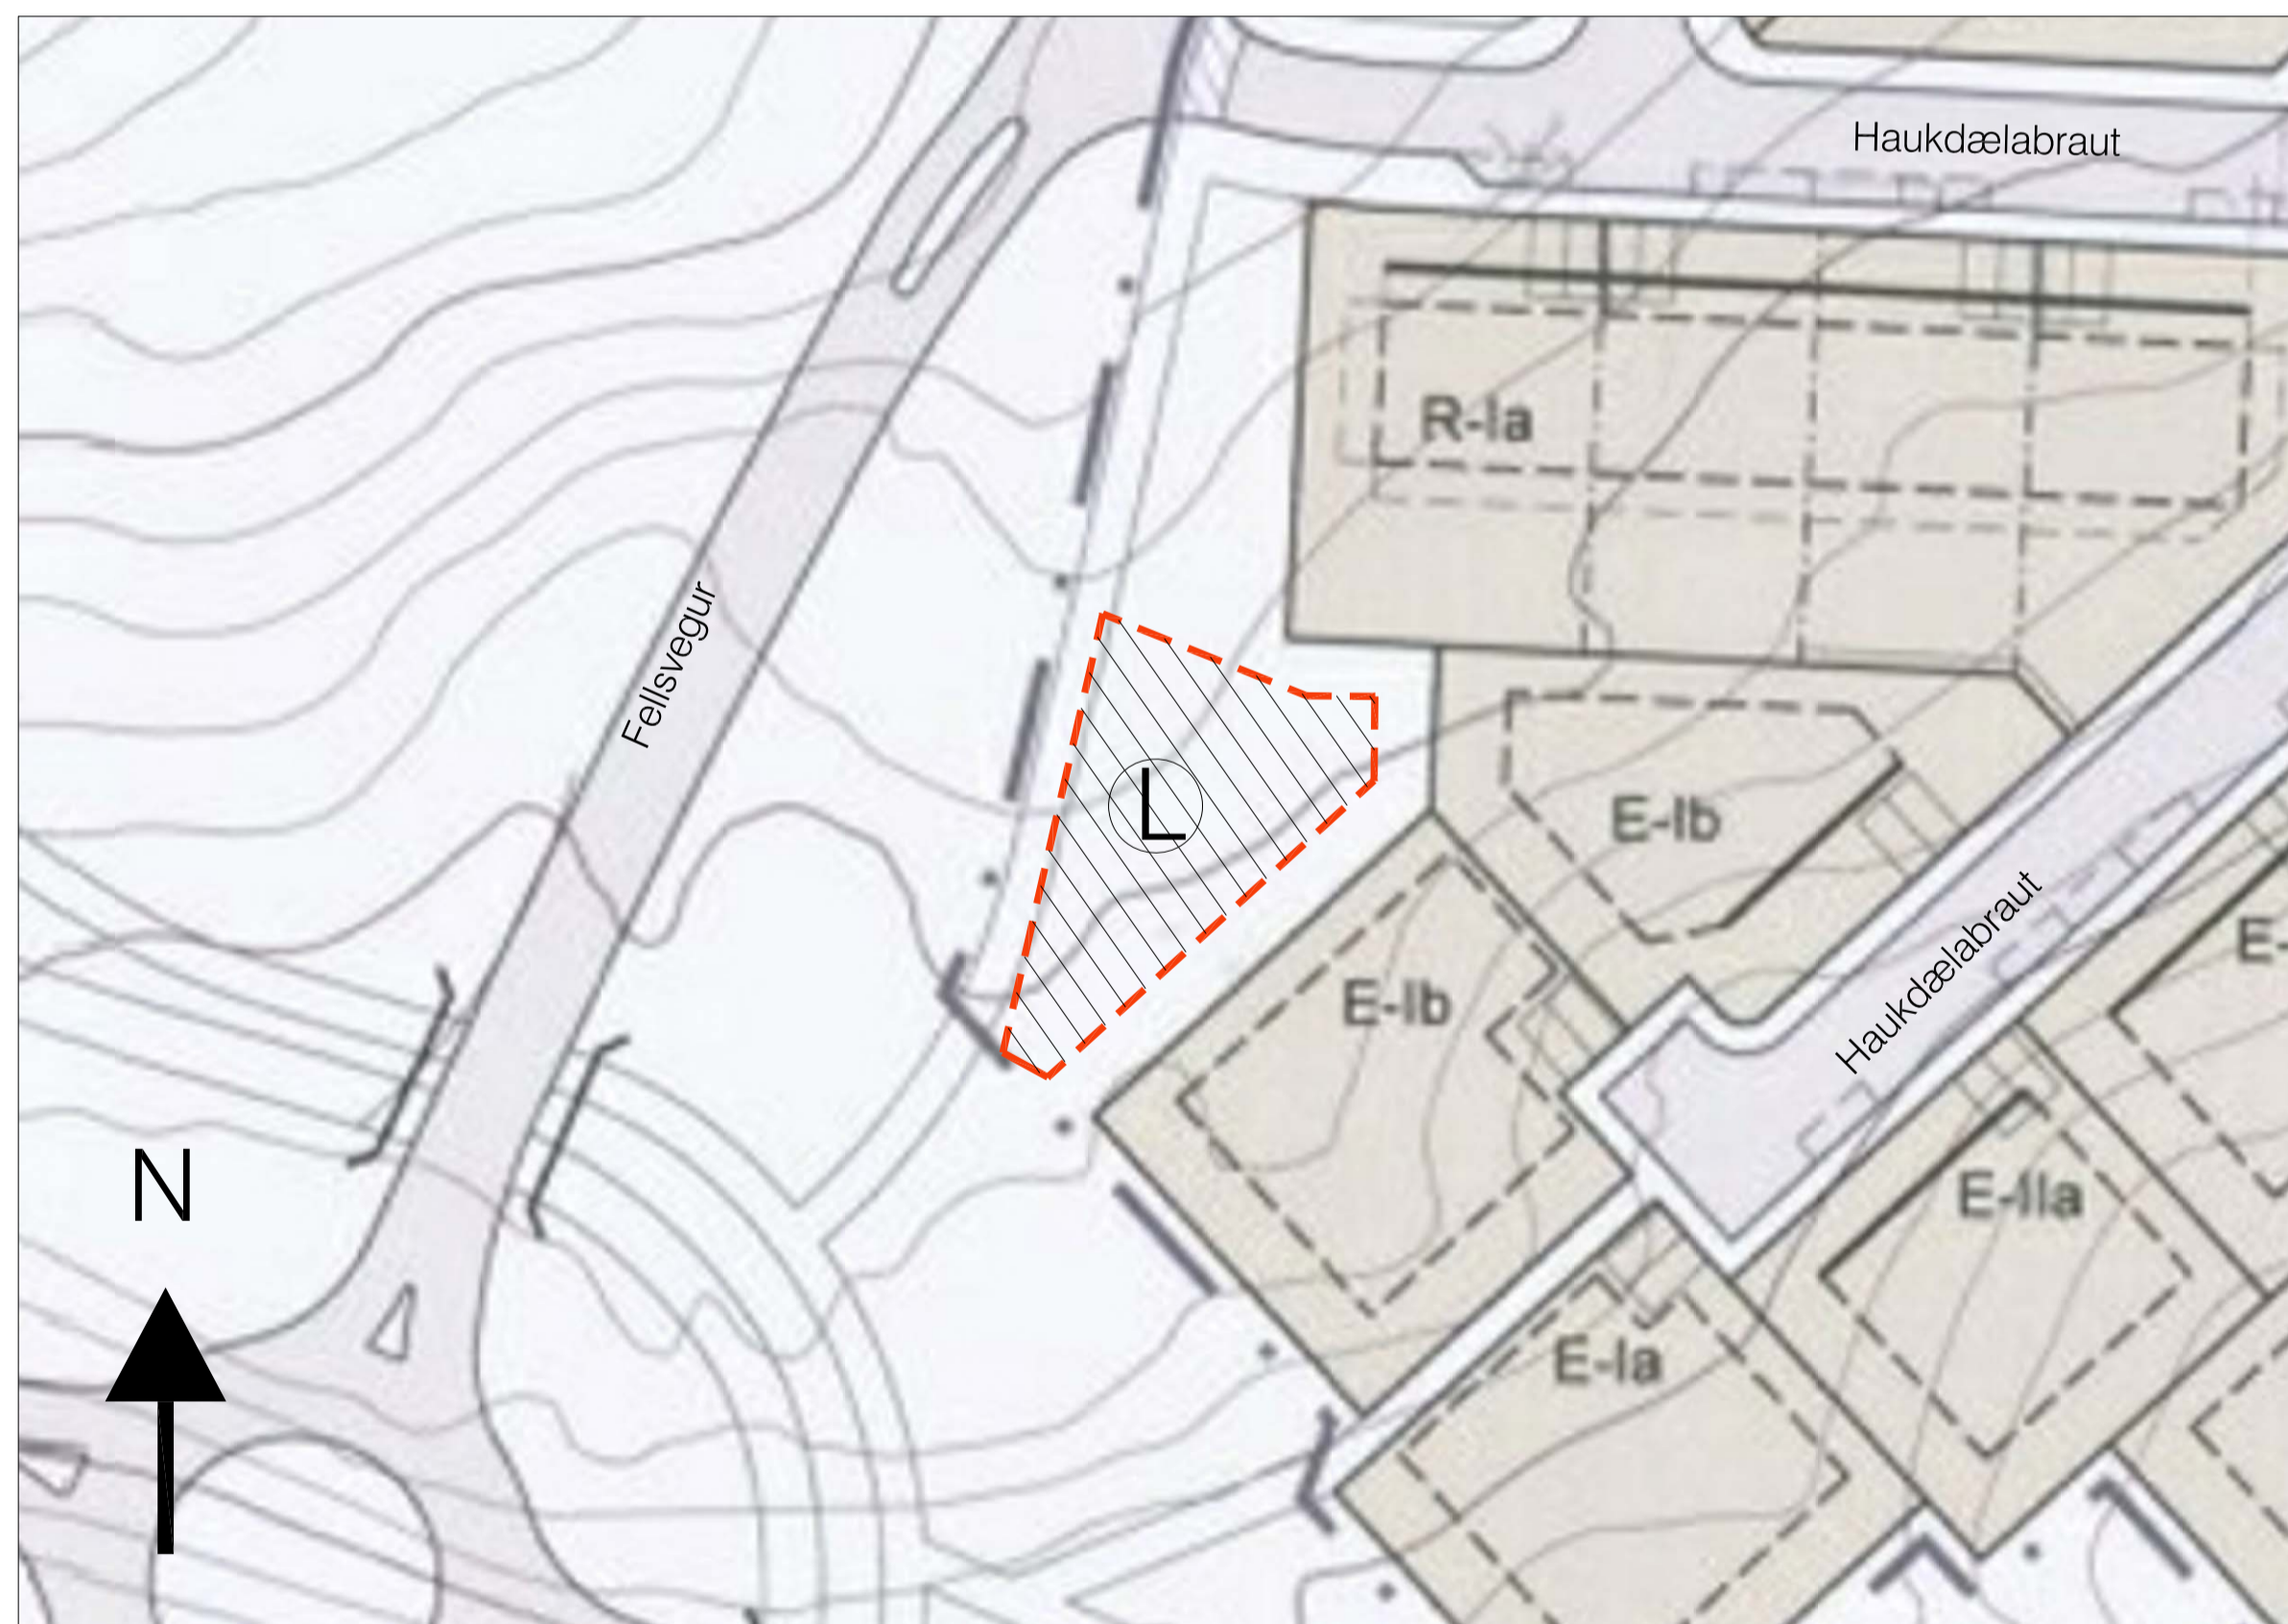 Haukdælabraut
R-Ia
Fellsvegur
L
E-Ib
Haukdælabraut
E-
E-Ib
N
E-IIa
E-Ia